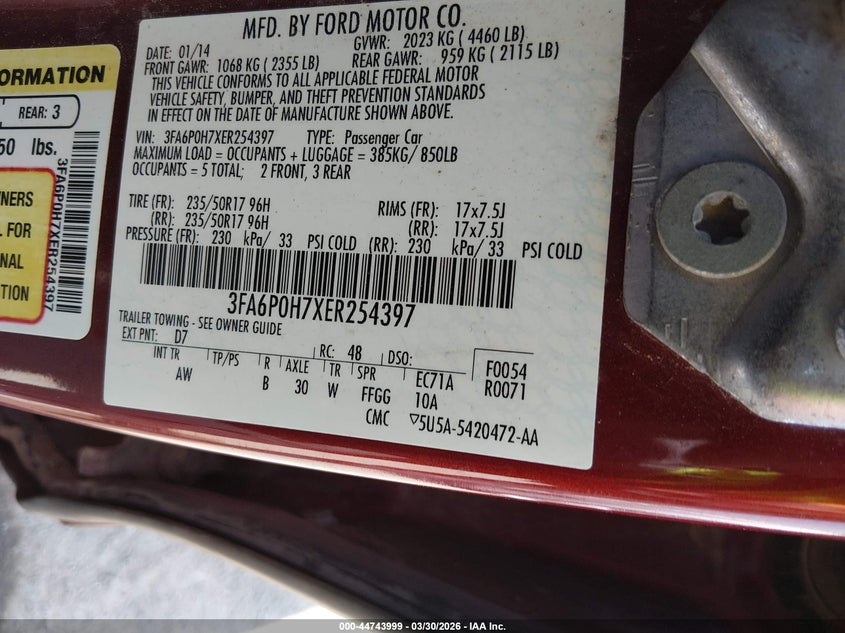 MFD. BY FORD MOTOR CO.
DATE: 01/14 GVWR: 2023 KG ( 4460 LB)
FRONT GAWR: 1068 KG ( 2355 LB) REAR GAWR: 959 KG ( 2115 LB)
THIS VEHICLE CONFORMS TO ALL APPLICABLE FEDERAL MOTOR
VEHICLE SAFETY, BUMPER, AND THEFT PREVENTION STANDARDS
IN EFFECT ON THE DATE OF MANUFACTURE SHOWN ABOVE.
VIN: 3FA6P0H7XER254397 TYPE: Passenger Car
MAXIMUM LOAD = OCCUPANTS + LUGGAGE = 385KG/ 850LB
OCCUPANTS = 5 TOTAL; 2 FRONT, 3 REAR
TIRE (FR): 235/50R17 96H RIMS (FR): 17x7.5J
(RR): 235/50R17 96H (RR): 17x7.5J
PRESSURE (FR): 230 kPa/ 33 PSI COLD (RR): 230 kPa/ 33 PSI COLD
3FA6P0H7XER254397
TRAILER TOWING - SEE OWNER GUIDE
EXT PNT: D7 RC: 48 DSO: F0054
INT TR TP/PS R AXLE TR SPR EC71A R0071
AW B 30 W FFGG 10A
CMC ▽5U5A-5420472-AA
ORMATION
REAR: 3
50 lbs.
3FA6P0H7XER254397
WNERS
L FOR
NAL
TION
000-44743999 | 03/30/2026 - IAA Inc.